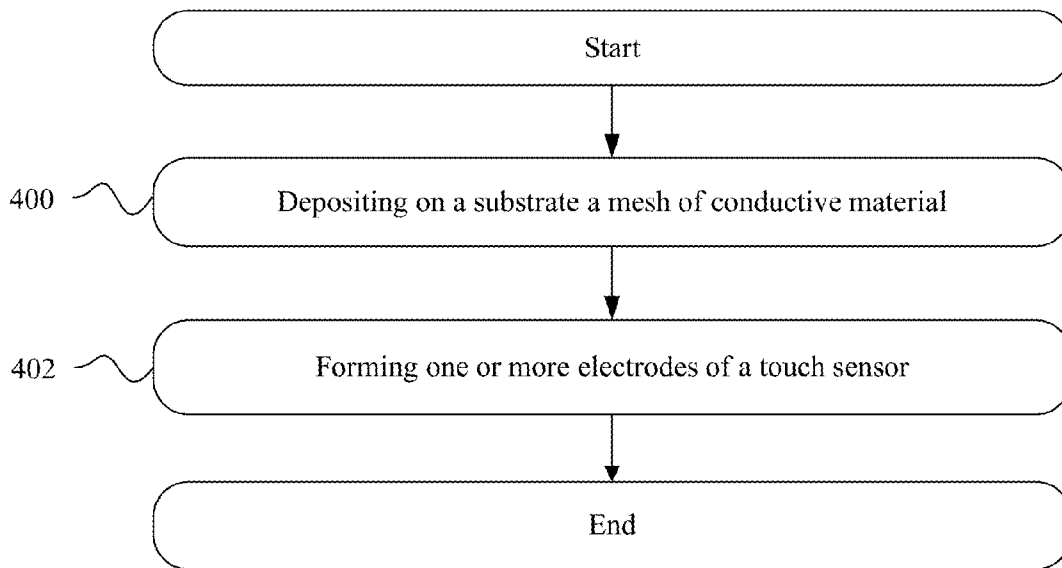 Start
400
Depositing on a substrate a mesh of conductive material
402
Forming one or more electrodes of a touch sensor
End